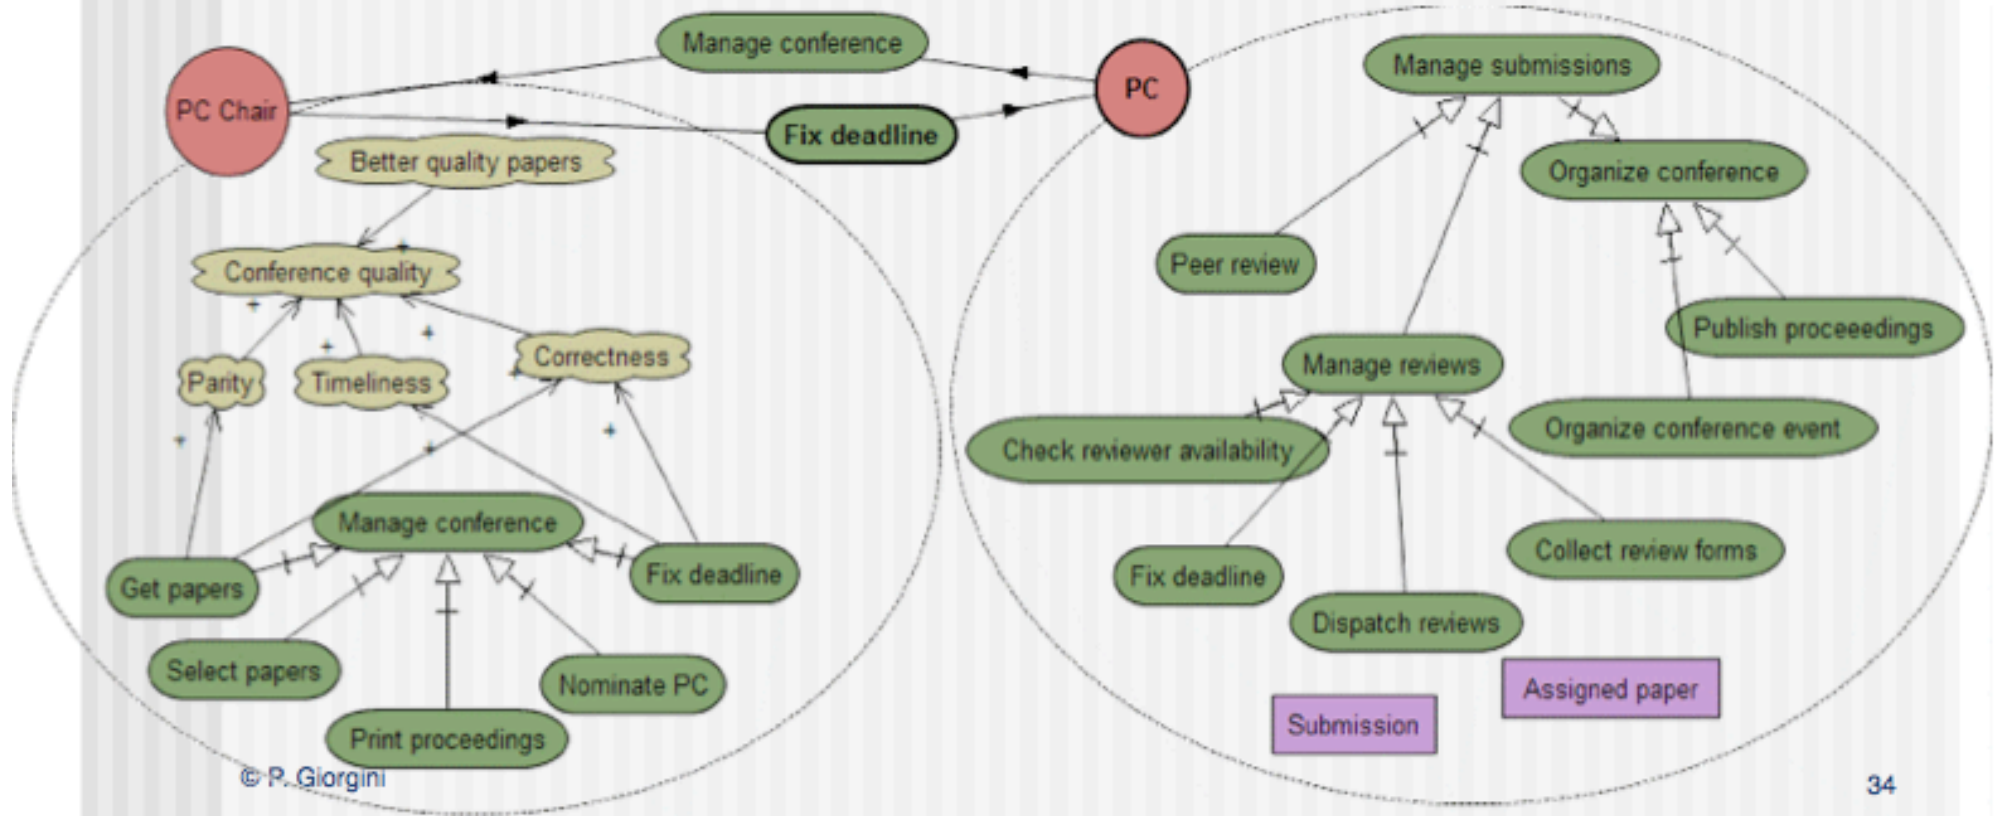 Manage conference
PC Chair
PC
Fix deadline
Better quality papers
Conference quality
+
+
+
+
Parity
Timeliness
Correctness
+
+
+
+
Manage conference
Get papers
Fix deadline
Select papers
Nominate PC
Print proceedings
Manage submissions
Organize conference
Peer review
Publish proceeedings
Manage reviews
Organize conference event
Check reviewer availability
Collect review forms
Fix deadline
Dispatch reviews
Assigned paper
Submission
© P. Giorgini
34